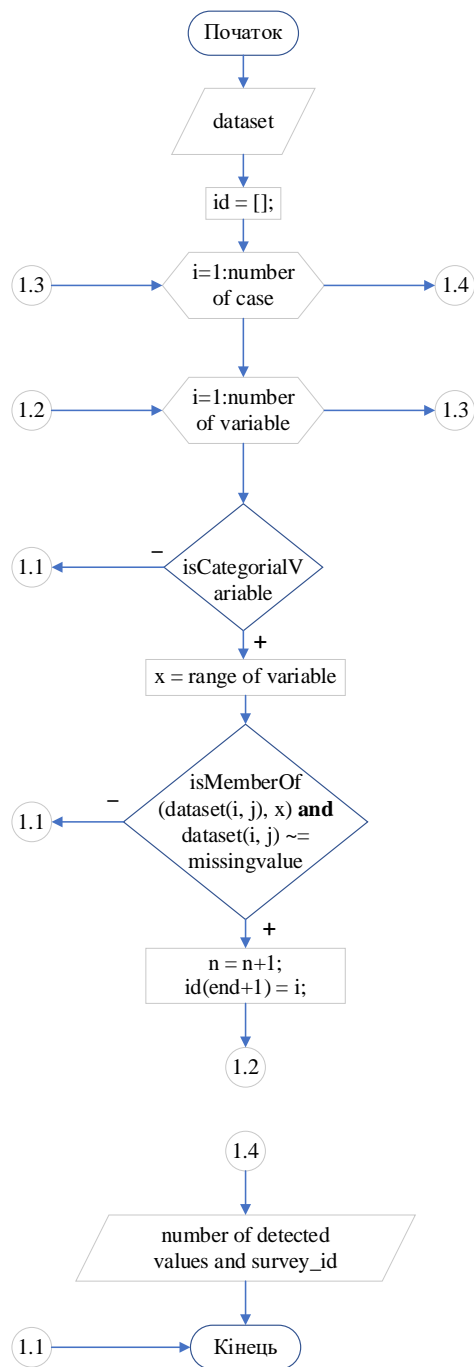 Початок
dataset
id = [];
1.3
i=1:number
of case
1.4
1.2
i=1:number
of variable
1.3
–
1.1
isCategorialV
ariable
+
x = range of variable
–
1.1
isMemberOf
(dataset(i, j), x) and
dataset(i, j) ~=
missingvalue
+
n = n+1;
id(end+1) = i;
1.2
1.4
number of detected
values and survey_id
1.1
Кінець